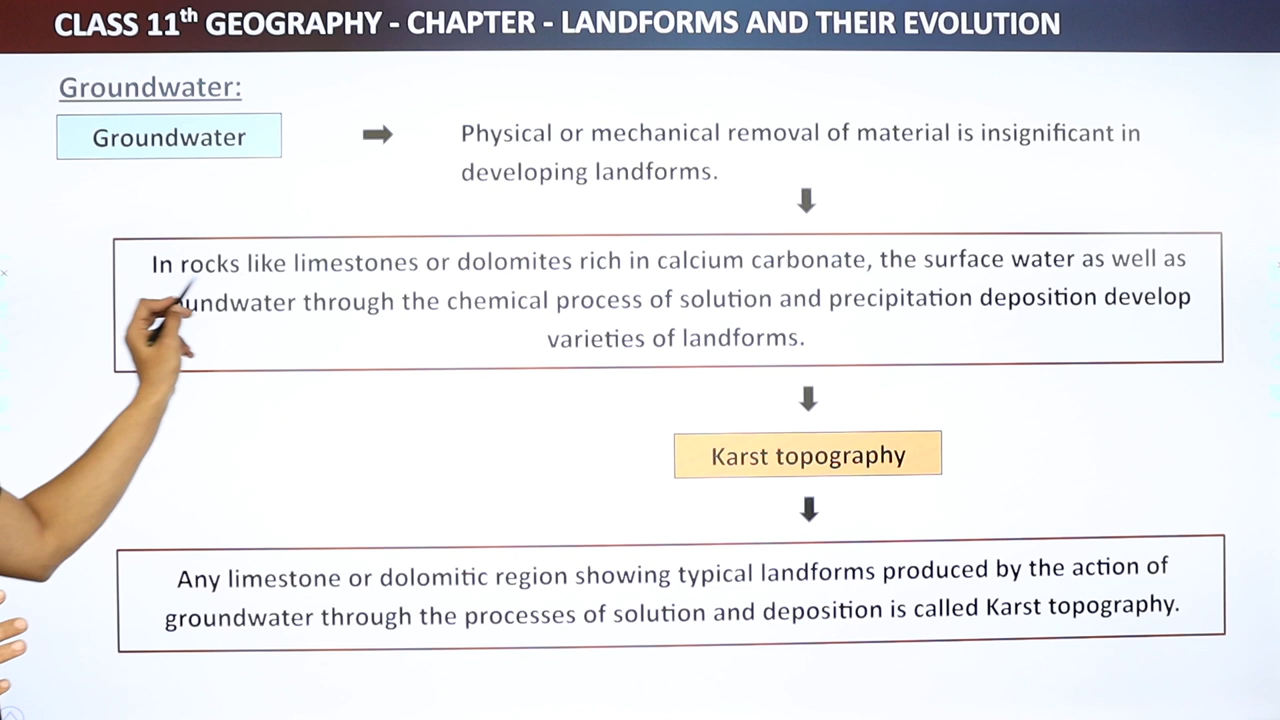 CLASS 11th GEOGRAPHY - CHAPTER - LANDFORMS AND THEIR EVOLUTION
Groundwater:
Groundwater
Physical or mechanical removal of material is insignificant in
developing landforms.
In rocks like limestones or dolomites rich in calcium carbonate, the surface water as well as
undwater through the chemical process of solution and precipitation deposition develop
varieties of landforms.
Karst topography
Any limestone or dolomitic region showing typical landforms produced by the action of
groundwater through the processes of solution and deposition is called Karst topography.